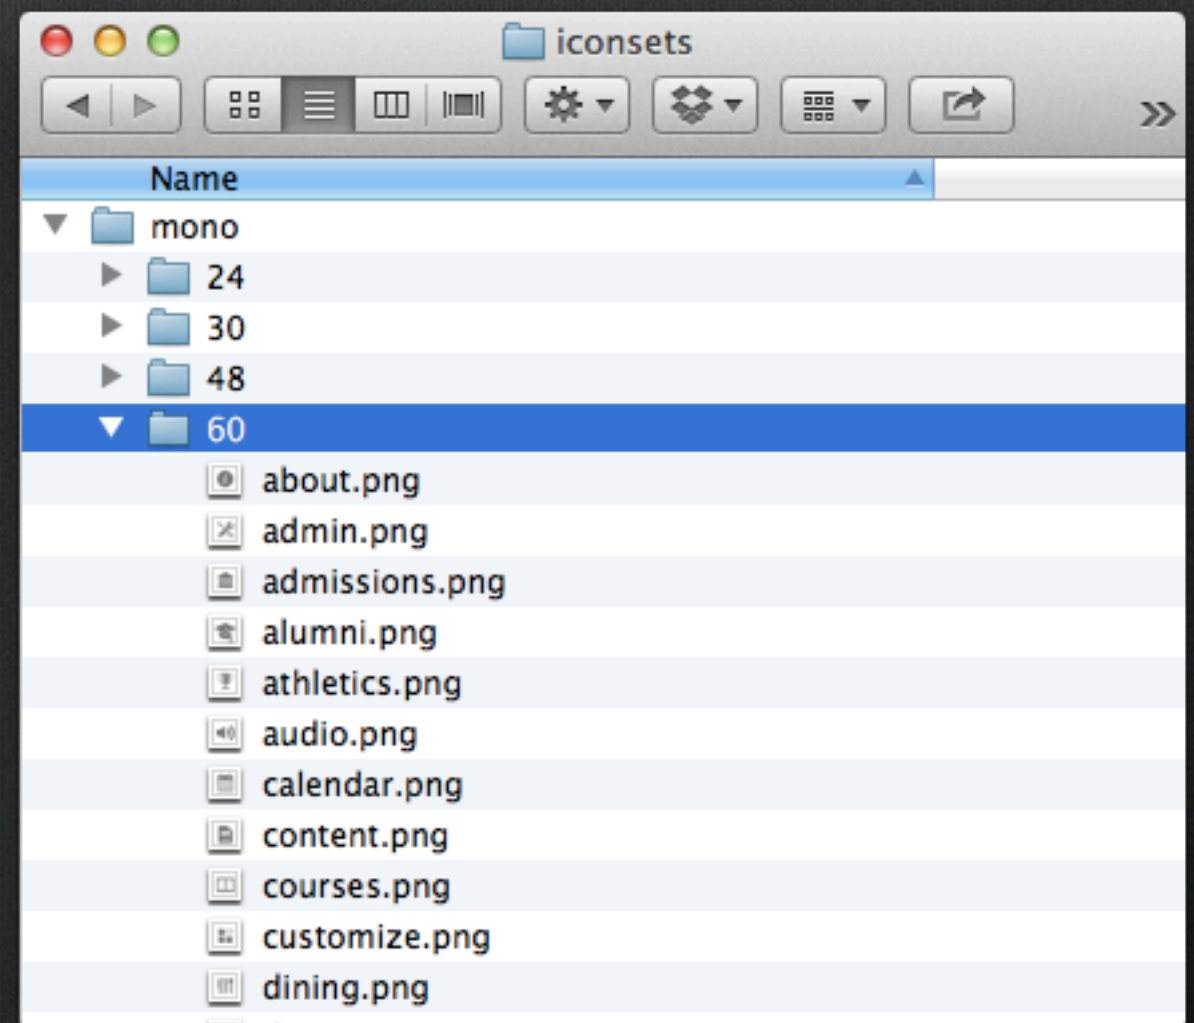 iconsets
Name
mono
24
30
48
60
about.png
admin.png
admissions.png
alumni.png
athletics.png
audio.png
calendar.png
content.png
courses.png
customize.png
dining.png